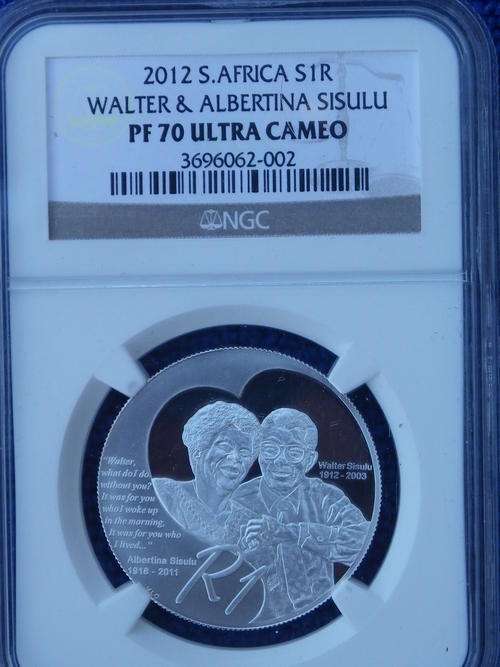 2012 S.AFRICA S1R
WALTER & ALBERTINA SISULU
PF 70 ULTRA CAMEO
3696062-002
NGC
"Walter,
what do I do
without you?
It was for you
who I woke up
in the morning,
it was for you who
I lived..."
Albertina Sisulu
1918 - 2011
Walter Sisulu
1912 - 2003
R1